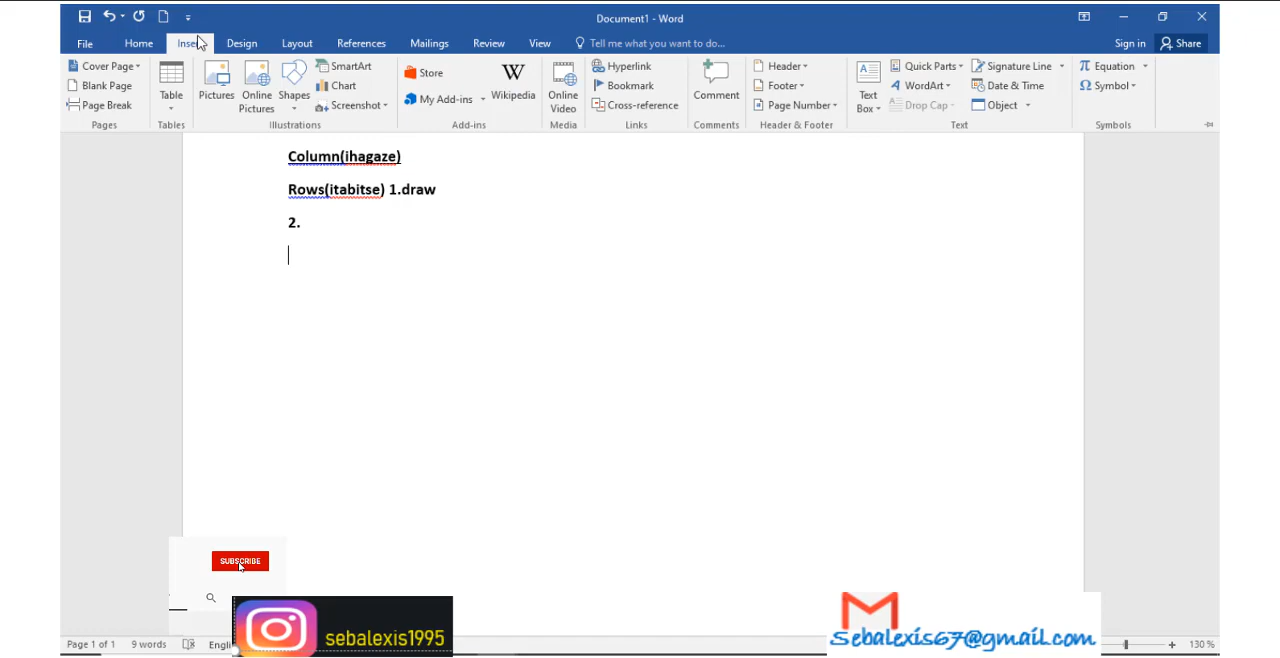 Document1 - Word
File Home Insert Design Layout References Mailings Review View Tell me what you want to do... Sign in Share
Cover Page
Blank Page
Page Break
Pages
Table
Tables
Pictures
Online Pictures
Shapes
SmartArt
Chart
Screenshot
Illustrations
Store
My Add-ins
Wikipedia
Add-ins
Online Video
Media
Hyperlink
Bookmark
Cross-reference
Links
Comment
Comments
Header
Footer
Page Number
Header & Footer
Text Box
Quick Parts
WordArt
Drop Cap
Signature Line
Date & Time
Object
Text
π Equation
Ω Symbol
Symbols
Column(ihagaze)
Rows(itabitse) 1.draw
2.
SUBSCRIBE
sebalexis1995
sebalexis67@gmail.com
Page 1 of 1 9 words Engli 130 %